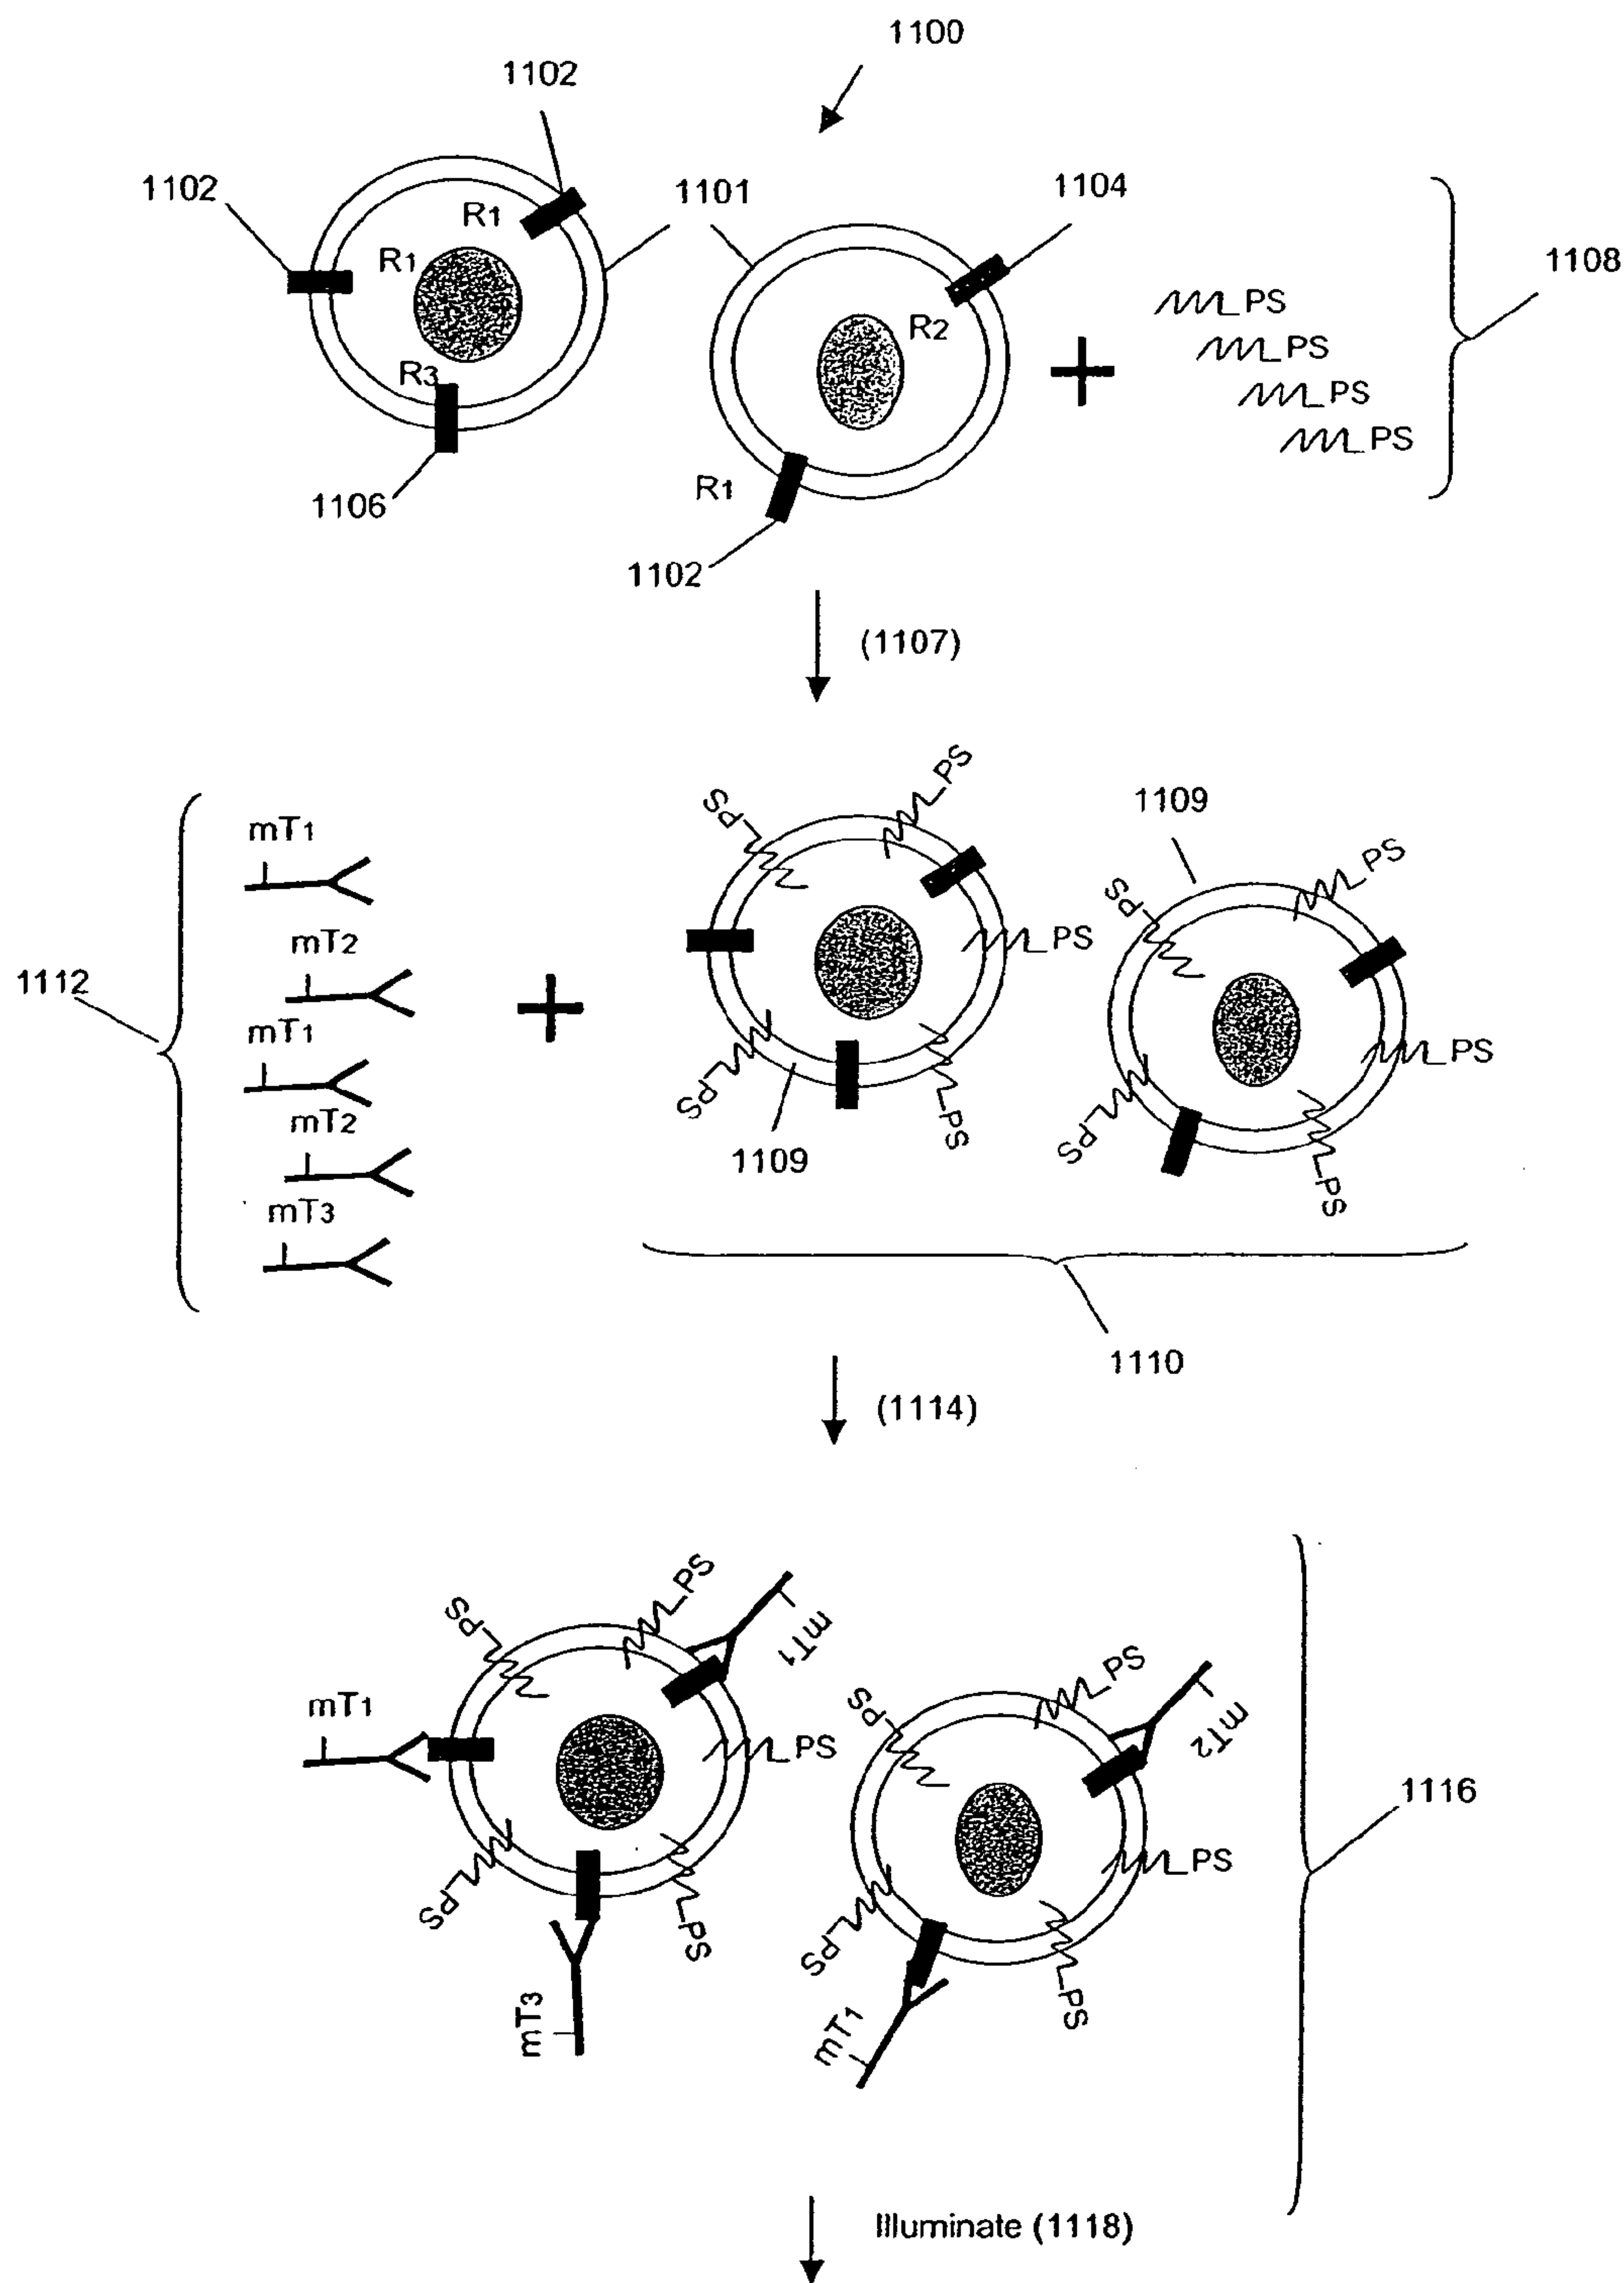 1100
1102
1102
1101
1104
1108
R1
R1
R2
R3
PS
PS
PS
PS
R1
1106
1102
(1107)
PS
PS
1109
PS
PS
mT1
mT2
1112
mT1
mT2
mT3
PS
PS
PS
PS
PS
PS
1109
PS
1110
(1114)
PS
PS
mT1
mT1
PS
PS
PS
mT2
PS
1116
PS
PS
PS
PS
mT3
mT1
PS
Illuminate (1118)